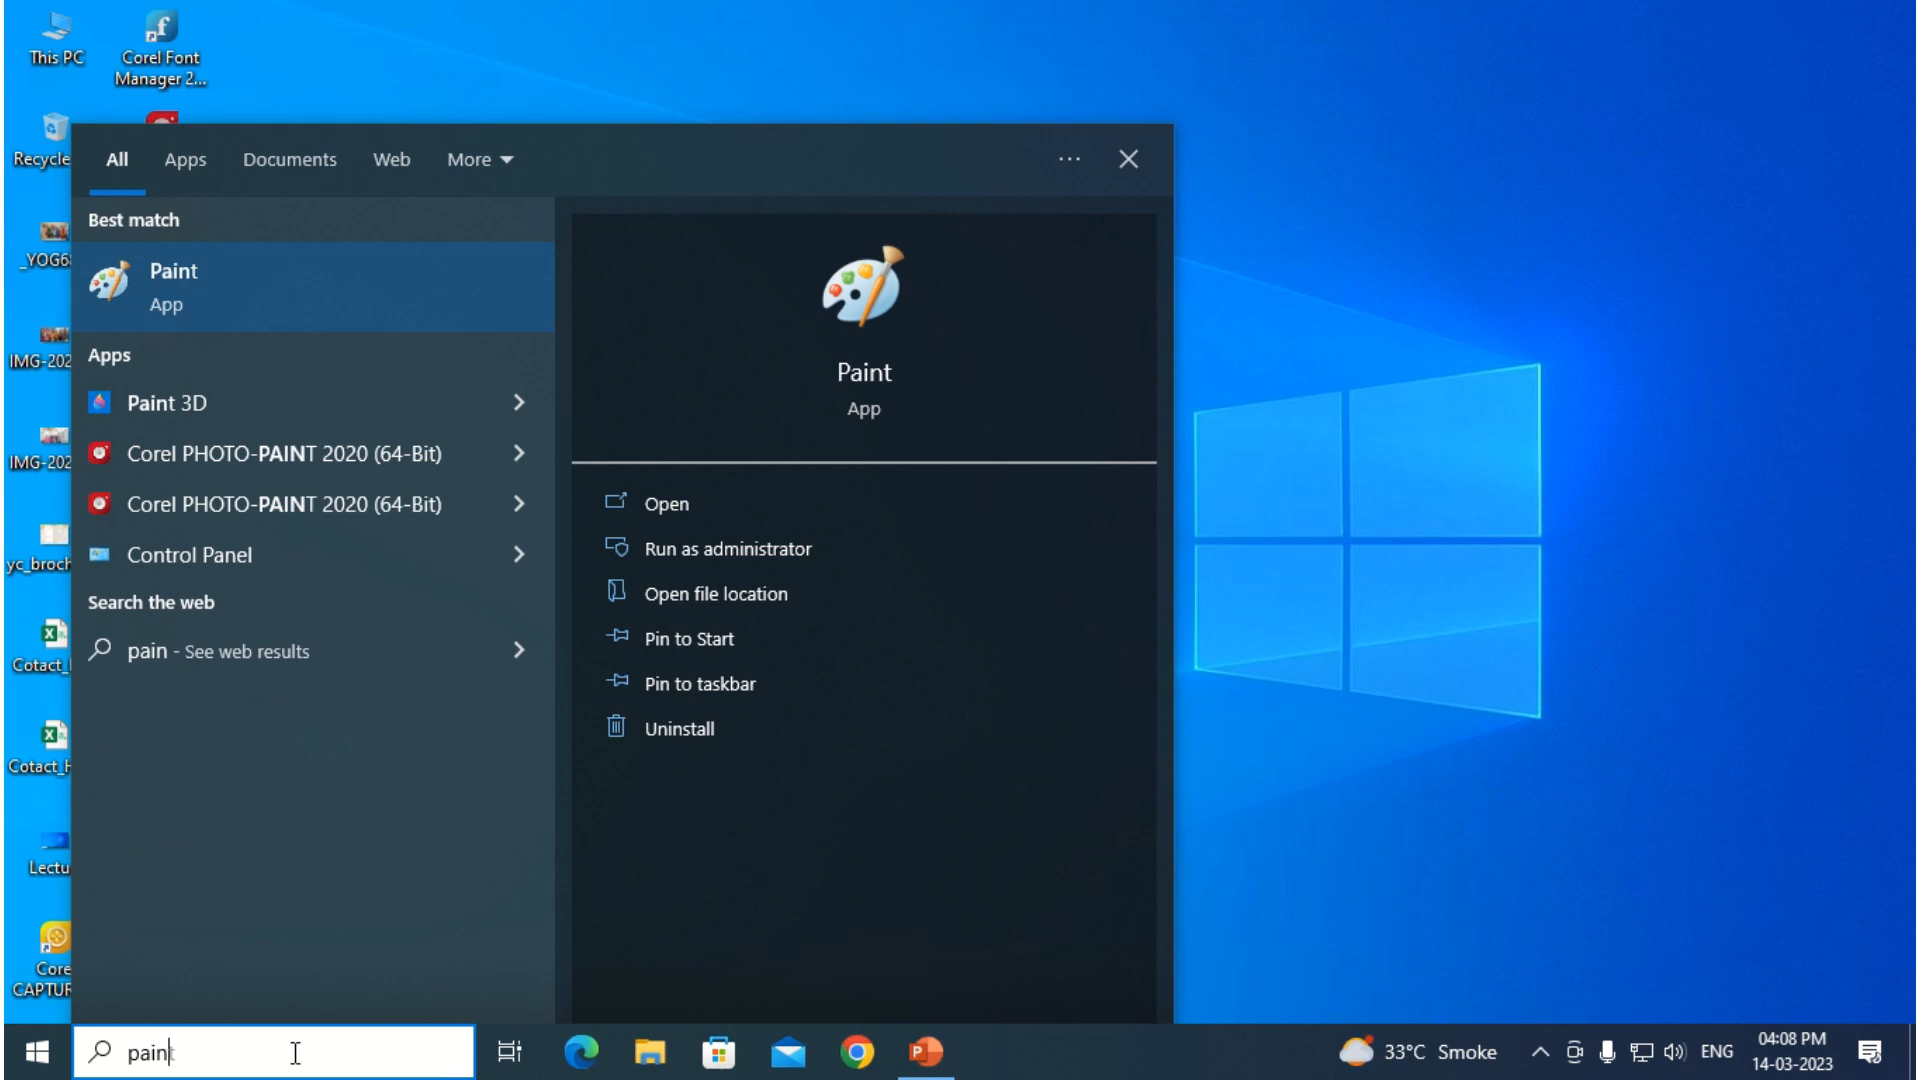 This PC
Corel Font
Manager 2...
Recycle
All
Apps
Documents
Web
More
Best match
Paint
App
Apps
Paint 3D
Corel PHOTO-PAINT 2020 (64-Bit)
Corel PHOTO-PAINT 2020 (64-Bit)
Control Panel
Search the web
pain - See web results
Paint
App
Open
Run as administrator
Open file location
Pin to Start
Pin to taskbar
Uninstall
_YOG6
IMG-202
IMG-202
yc_broch
Cotact_
Cotact_H
Lectu
Core
CAPTUR
paint
33°C Smoke
ENG
04:08 PM
14-03-2023